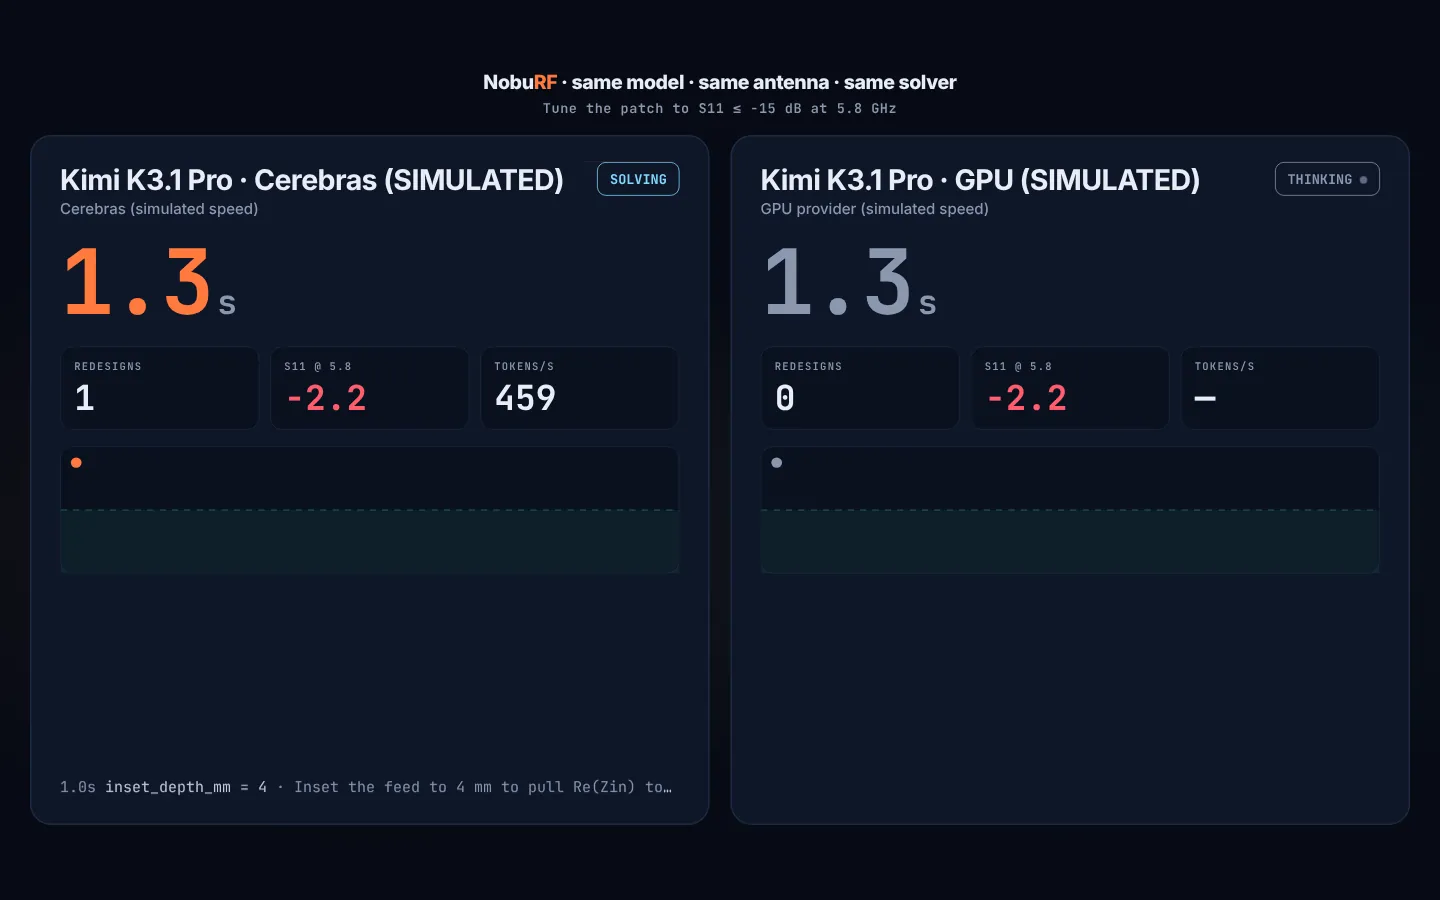 NobuRF · same model · same antenna · same solver
Tune the patch to S11 ≤ -15 dB at 5.8 GHz
Kimi K3.1 Pro · Cerebras (SIMULATED)
SOLVING
Cerebras (simulated speed)
1.3 s
REDESIGNS
1
S11 @ 5.8
-2.2
TOKENS/S
459
1.0s inset_depth_mm = 4 · Inset the feed to 4 mm to pull Re(Zin) to…
Kimi K3.1 Pro · GPU (SIMULATED)
THINKING
GPU provider (simulated speed)
1.3 s
REDESIGNS
0
S11 @ 5.8
-2.2
TOKENS/S
—